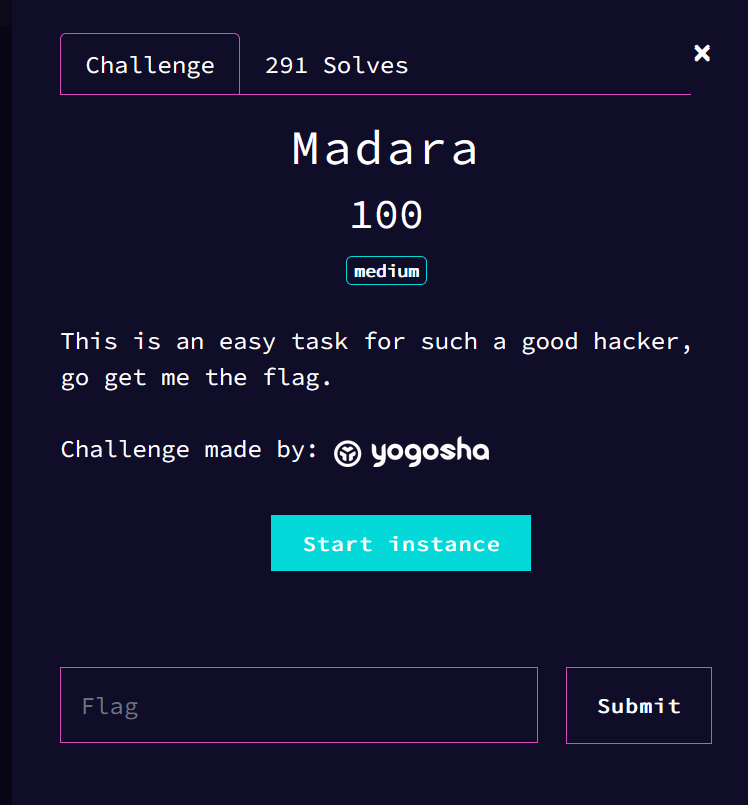 Challenge
291 Solves
×
Madara
100
medium
This is an easy task for such a good hacker,
go get me the flag.
Challenge made by: yogosha
Start instance
Flag
Submit